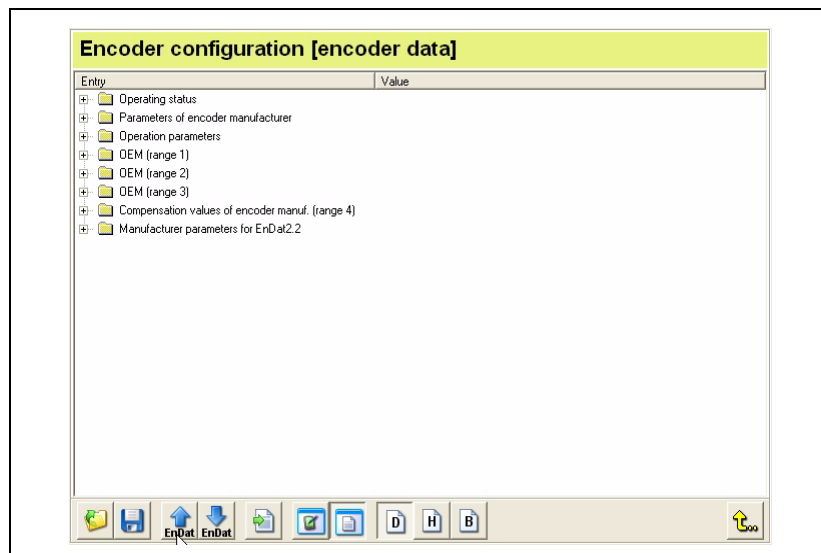 Encoder configuration [encoder data]
Entry Value
Operating status
Parameters of encoder manufacturer
Operation parameters
OEM (range 1)
OEM (range 2)
OEM (range 3)
Compensation values of encoder manuf. (range 4)
Manufacturer parameters for EnDat2.2
EnDat EnDat D H B